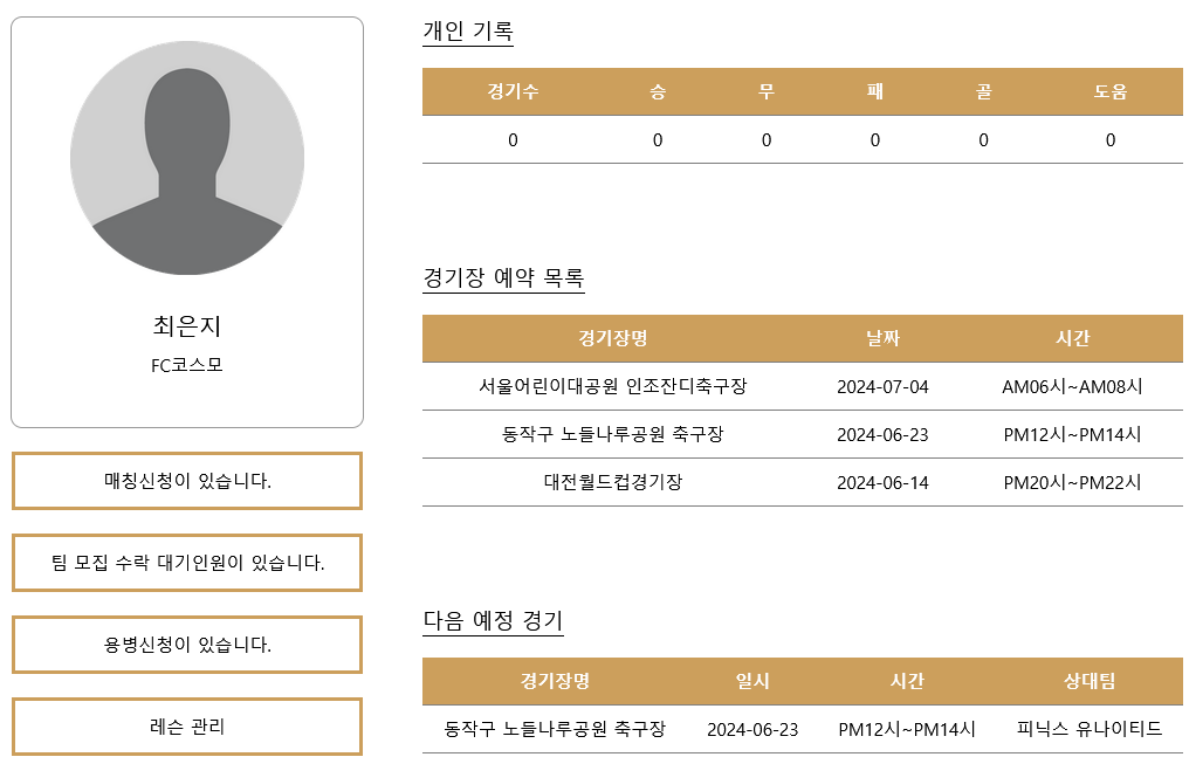 최은지
FC코스모
매칭신청이 있습니다.
팀 모집 수락 대기인원이 있습니다.
용병신청이 있습니다.
레슨 관리
개인 기록
경기수 승 무 패 골 도움
0 0 0 0 0 0
경기장 예약 목록
경기장명 날짜 시간
서울어린이대공원 인조잔디축구장 2024-07-04 AM06시~AM08시
동작구 노들나루공원 축구장 2024-06-23 PM12시~PM14시
대전월드컵경기장 2024-06-14 PM20시~PM22시
다음 예정 경기
경기장명 일시 시간 상대팀
동작구 노들나루공원 축구장 2024-06-23 PM12시~PM14시 피닉스 유나이티드